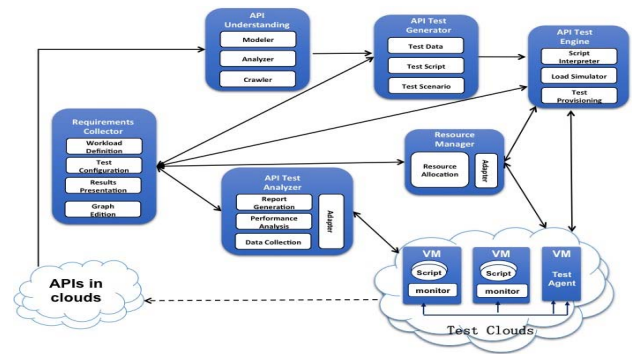 API
Understanding
Modeler
Analyzer
Crawler
API Test
Generator
Test Data
Test Script
Test Scenario
API Test
Engine
Script
Interpreter
Load Simulator
Test
Provisioning
Requirements
Collector
Workload
Definition
Test
Configuration
Results
Presentation
Graph
Edition
Resource
Manager
Resource
Allocation
Adapter
API Test
Analyzer
Report
Generation
Performance
Analysis
Data Collection
Adapter
APIs in
clouds
VM
Script
monitor
VM
Script
monitor
VM
Test
Agent
Test Clouds